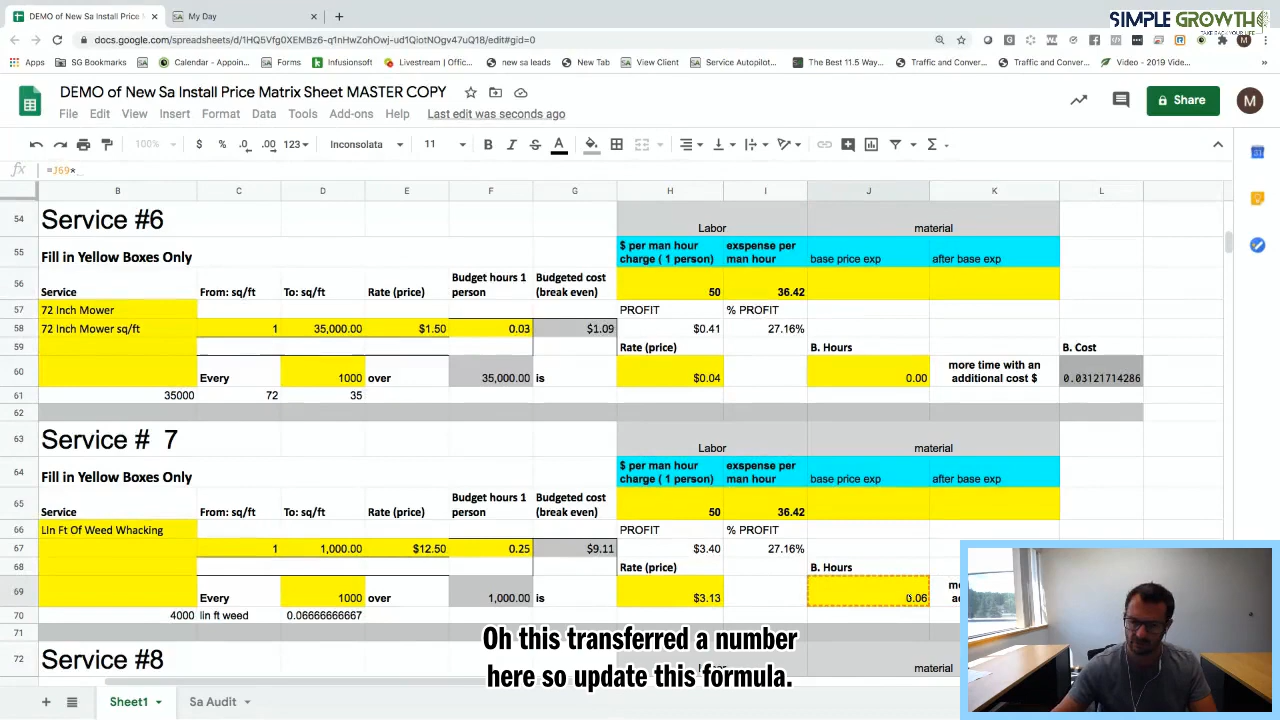 DEMO of New Sa Install Price M
My Day
SIMPLE GROWTH
TAKE BACK YOUR LIFE
docs.google.com/spreadsheets/d/1HQ5Vfg0XEMBz6-q1nHwZohOwj-ud1QiotNOgv47uQ18/edit#gid=0
Apps
SG Bookmarks
Calendar – Appoin...
Forms
Infusionsoft
Livestream | Offic...
new sa leads
New Tab
View Client
Service Autopilot...
The Best 11.5 Way...
Traffic and Conver...
Traffic and Conver...
Video - 2019 Vide...
DEMO of New Sa Install Price Matrix Sheet MASTER COPY
File Edit View Insert Format Data Tools Add-ons Help Last edit was seconds ago
Share
M
100% $ % .0 .00 123 Inconsolata 11 B I S A
fx =J69*
B C D E F G H I J K L
54 Service #6 Labor material
55 Fill in Yellow Boxes Only $ per man hour charge ( 1 person) exspense per man hour base price exp after base exp
56 Service From: sq/ft To: sq/ft Rate (price) Budget hours 1 person Budgeted cost (break even) 50 36.42
57 72 Inch Mower PROFIT % PROFIT
58 72 Inch Mower sq/ft 1 35,000.00 $1.50 0.03 $1.09 $0.41 27.16%
59 Rate (price) B. Hours B. Cost
60 Every 1000 over 35,000.00 is $0.04 0.00 more time with an additional cost $ 0.03121714286
61 35000 72 35
62
63 Service # 7 Labor material
64 Fill in Yellow Boxes Only $ per man hour charge ( 1 person) exspense per man hour base price exp after base exp
65 Service From: sq/ft To: sq/ft Rate (price) Budget hours 1 person Budgeted cost (break even) 50 36.42
66 LIn Ft Of Weed Whacking PROFIT % PROFIT
67 1 1,000.00 $12.50 0.25 $9.11 $3.40 27.16%
68 Rate (price) B. Hours
69 Every 1000 over 1,000.00 is $3.13 0.06
70 4000 lin ft weed 0.06666666667
71
72 Service #8 material
Oh this transferred a number
here so update this formula.
Sheet1
Sa Audit